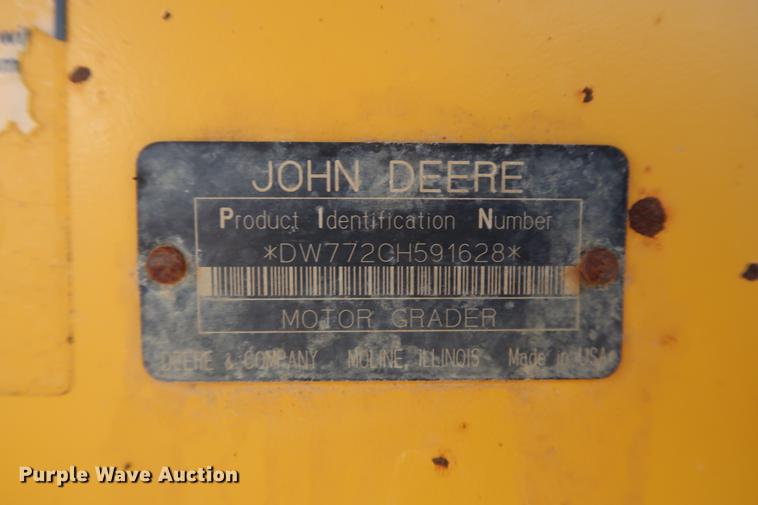 JOHN DEERE
Product Identification Number
*DW772CH591628*
MOTOR GRADER
DEERE & COMPANY MOLINE, ILLINOIS Made in USA
Purple Wave Auction